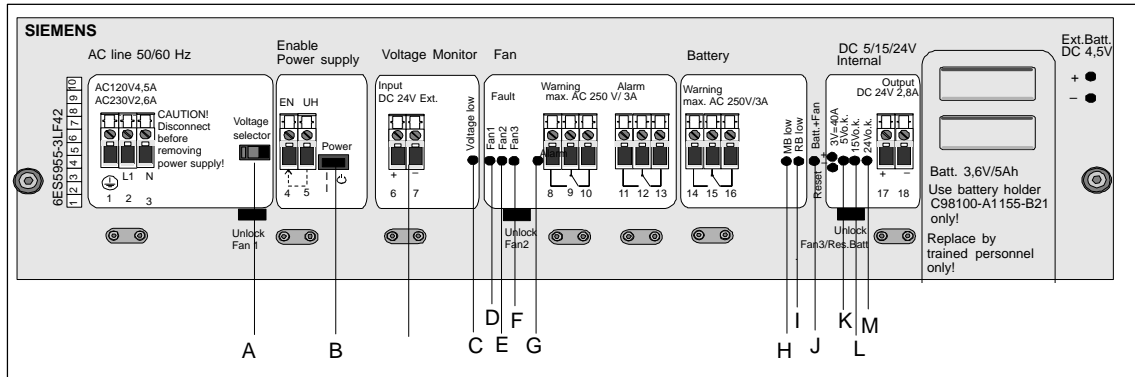 SIEMENS
6ES5955-3LF42
1 2 3 4 5 6 7 8 9 10
AC line 50/60 Hz
AC120V4,5A
AC230V2,6A
CAUTION!
Disconnect
before
removing
power supply!
L1 N
1 2 3
Voltage
selector
Unlock
Fan 1
Enable
Power supply
EN UH
Power
4 5
I
Voltage Monitor
Input
DC 24V Ext.
Voltage low
+ −
6 7
Fan
Fault
Fan1
Fan2
Fan3
Warning Alarm
max. AC 250 V/ 3A
Alarm
8 9 10 11 12 13
Unlock
Fan2
Battery
Warning
max. AC 250V/3A
14 15 16
MB low
RB low
DC 5/15/24V
Internal
Batt.+Fan
Reset
+ −
3V=40A
5Vo.k.
15Vo.k.
24Vo.k.
Output
DC 24V 2,8A
+ −
17 18
Unlock
Fan3/Res.Batt
Batt. 3,6V/5Ah
Use battery holder
C98100-A1155-B21
only!
Replace by
trained personnel
only!
Ext.Batt.
DC 4,5V
+
−
A B C D E F G H I J K L M